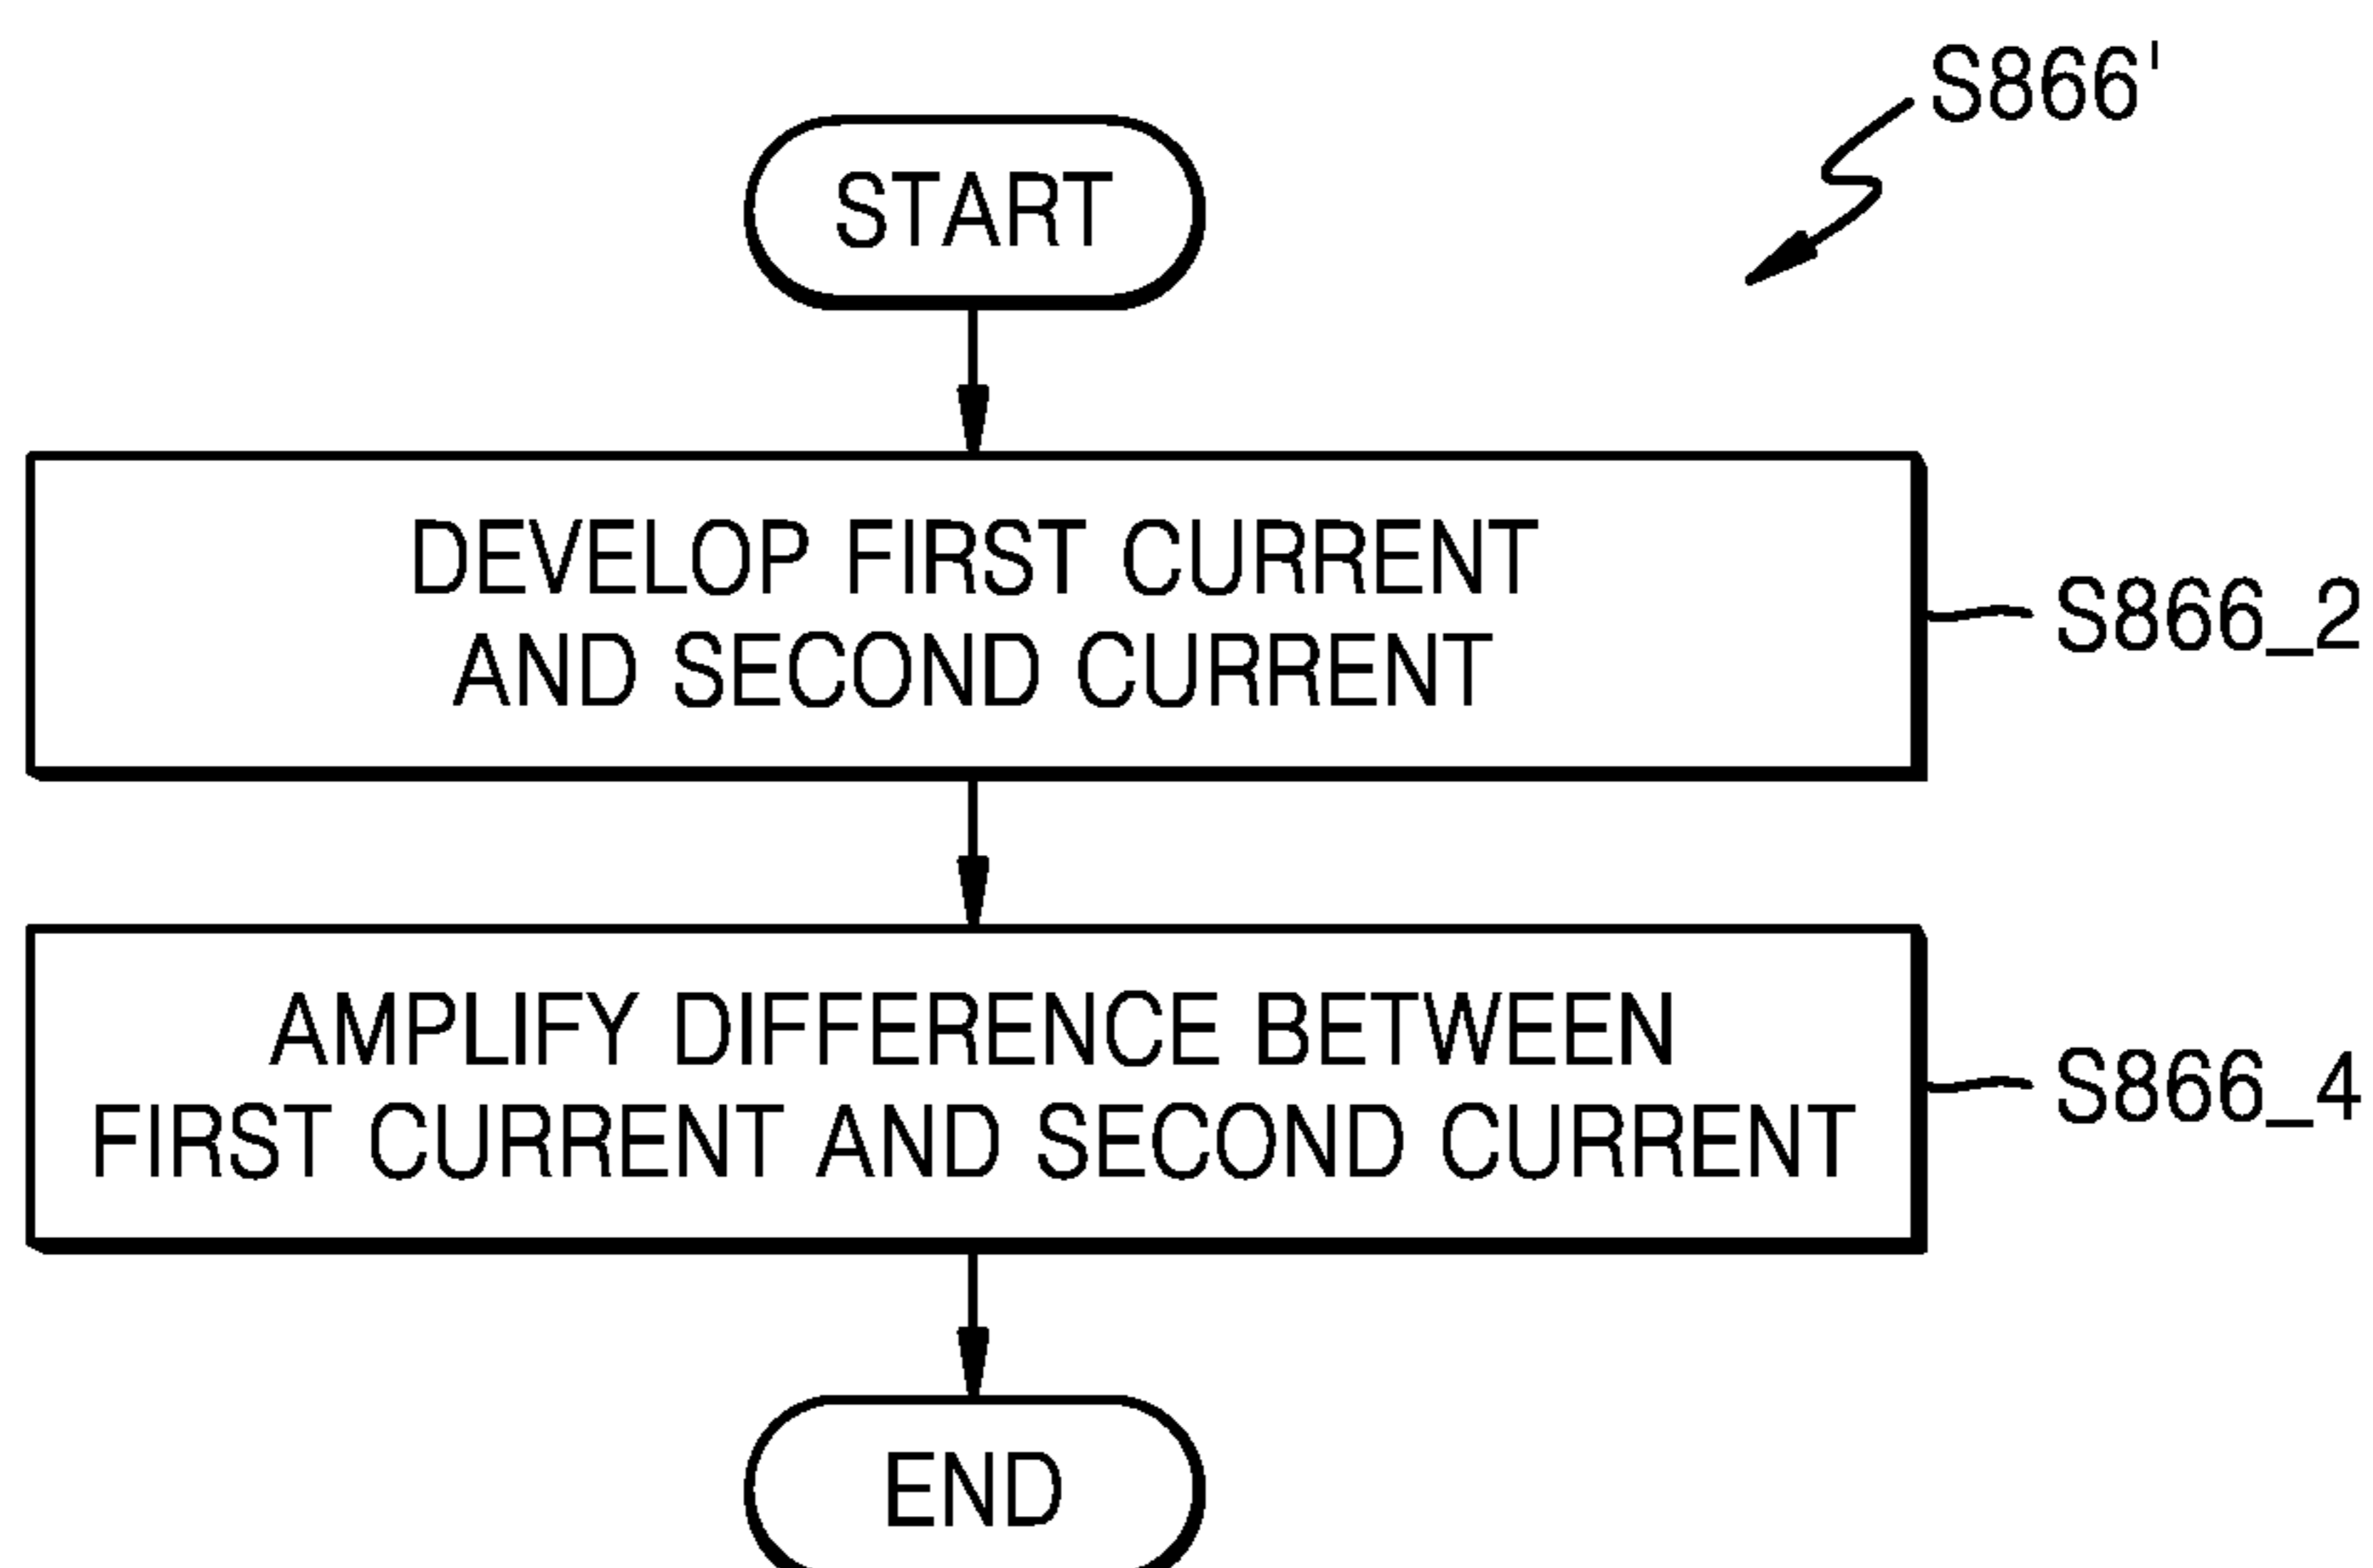 S866'
START
DEVELOP FIRST CURRENT
AND SECOND CURRENT
S866_2
AMPLIFY DIFFERENCE BETWEEN
FIRST CURRENT AND SECOND CURRENT
S866_4
END